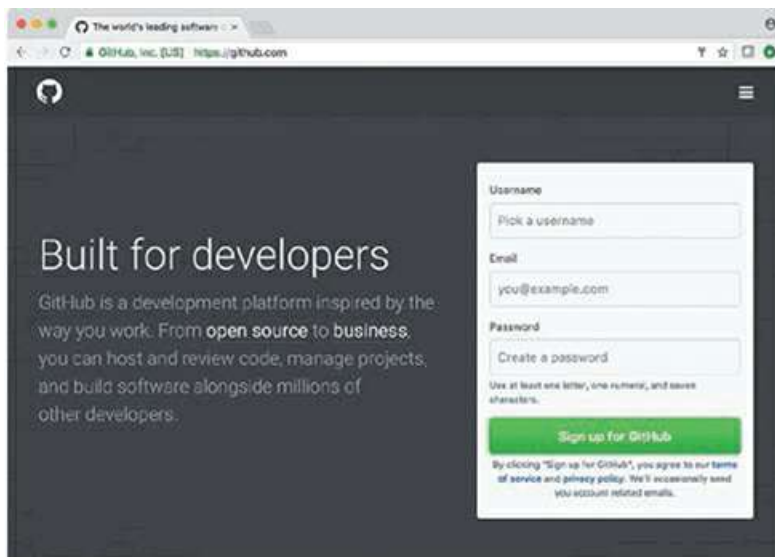 The world's leading software
GitHub, Inc. [US] https://github.com
Built for developers
GitHub is a development platform inspired by the
way you work. From open source to business,
you can host and review code, manage projects,
and build software alongside millions of
other developers.
Username
Pick a username
Email
you@example.com
Password
Create a password
Use at least one letter, one numeral, and seven
characters.
Sign up for GitHub
By clicking "Sign up for GitHub", you agree to our terms
of service and privacy policy. We'll occasionally send
you account related emails.